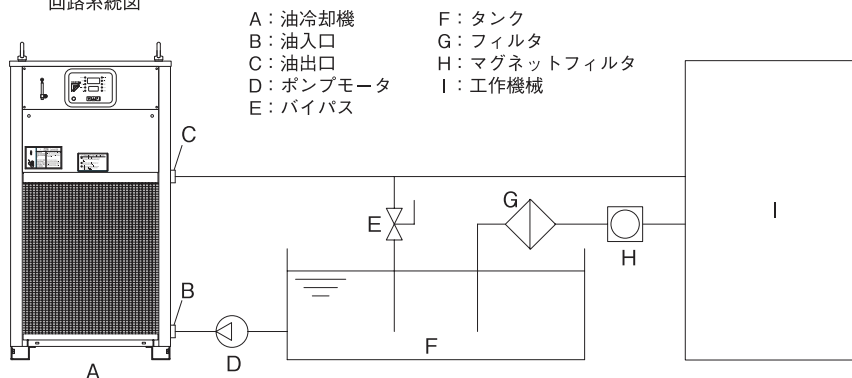 回路系統図
A：油冷却機
B：油入口
C：油出口
D：ポンプモータ
E：バイパス
F：タンク
G：フィルタ
H：マグネットフィルタ
I：工作機械
C
G
E
I
H
B
F
D
A